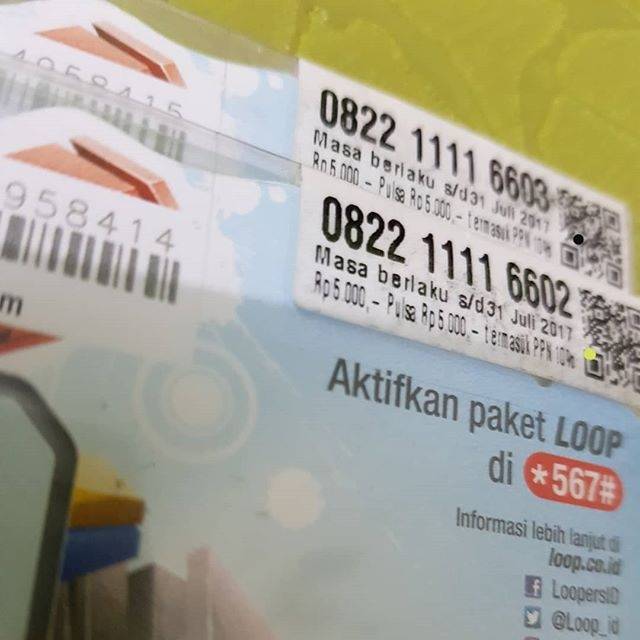 4958415
958414
m
0822 1111 6603
Masa berlaku s/d31 Juli 2017
Rp5.000,- Pulsa Rp5.000,- termasuk PPN 10%
0822 1111 6602
Masa berlaku s/d31 Juli 2017
Rp5.000,- Pulsa Rp5.000,- termasuk PPN 10%
Aktifkan paket LOOP
di *567#
Informasi lebih lanjut di
loop.co.id
LoopersID
@Loop_id